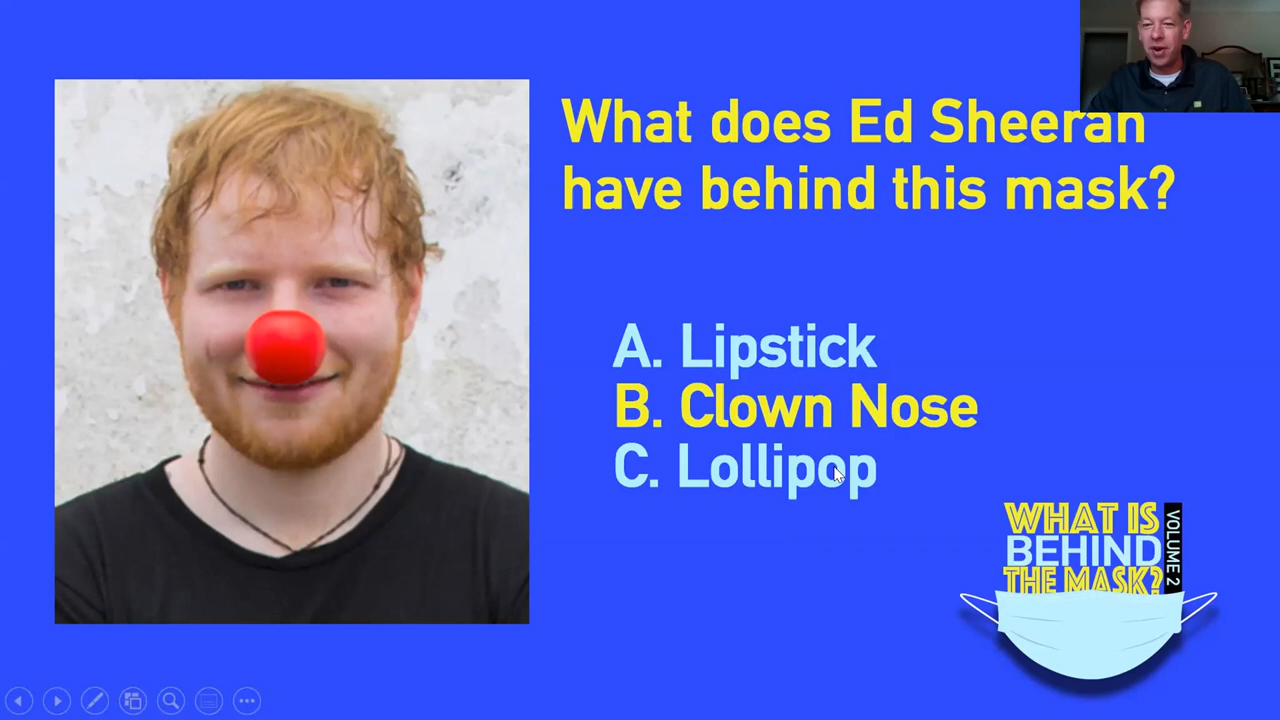 What does Ed Sheeran
have behind this mask?
A. Lipstick
B. Clown Nose
C. Lollipop
WHAT IS
BEHIND
THE MASK?
VOLUME 2